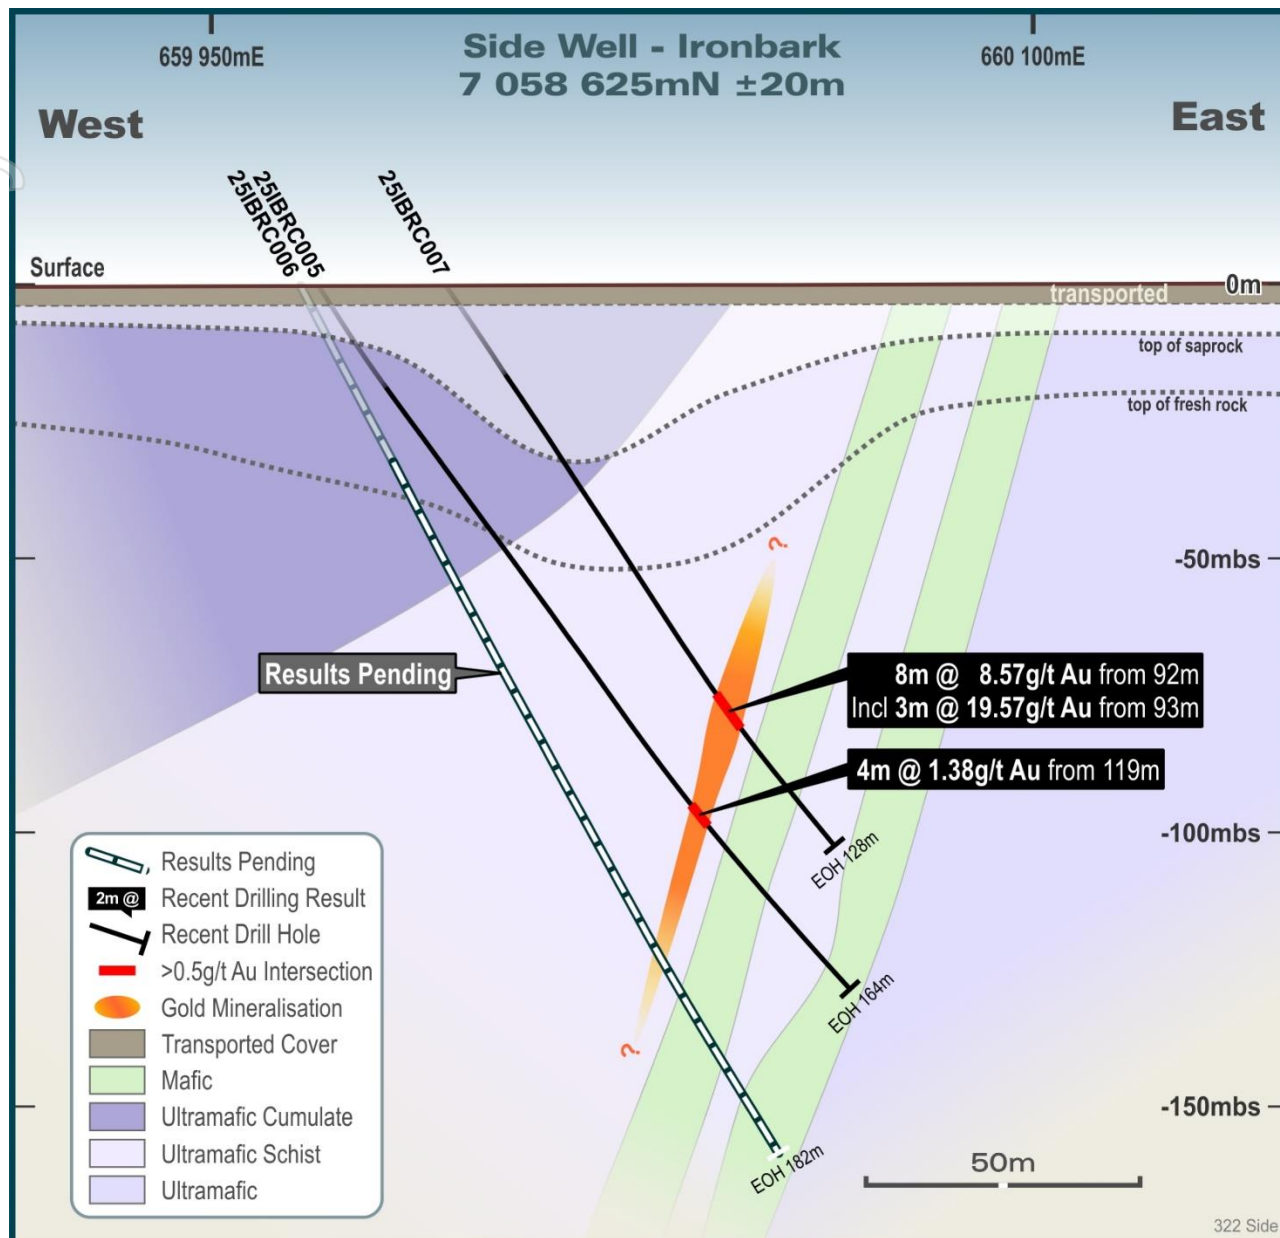 659 950mE
Side Well - Ironbark
7 058 625mN ±20m
660 100mE
West
East
25IBRC006
25IBRC005
25IBRC007
Surface
0m
transported
top of saprock
top of fresh rock
?
-50mbs
Results Pending
8m @ 8.57g/t Au from 92m
Incl 3m @ 19.57g/t Au from 93m
4m @ 1.38g/t Au from 119m
-100mbs
EOH 128m
EOH 164m
?
-150mbs
EOH 182m
Results Pending
2m @ Recent Drilling Result
Recent Drill Hole
>0.5g/t Au Intersection
Gold Mineralisation
Transported Cover
Mafic
Ultramafic Cumulate
Ultramafic Schist
Ultramafic
50m
322 Side